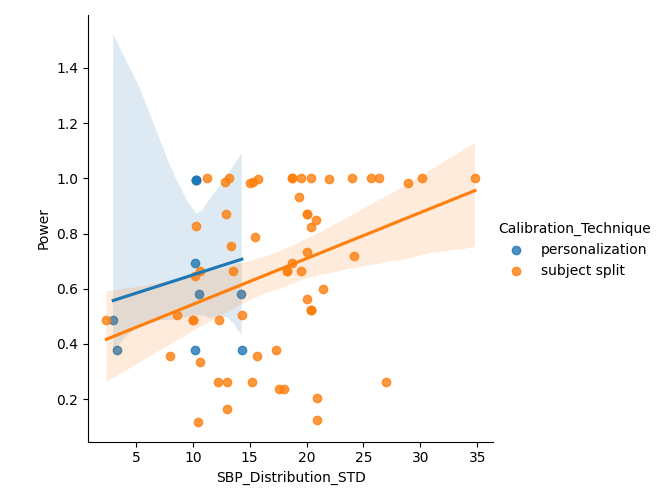 1.4
1.2
1.0
0.8
0.6
0.4
0.2
Power
5 10 15 20 25 30 35
SBP_Distribution_STD
Calibration_Technique
personalization
subject split